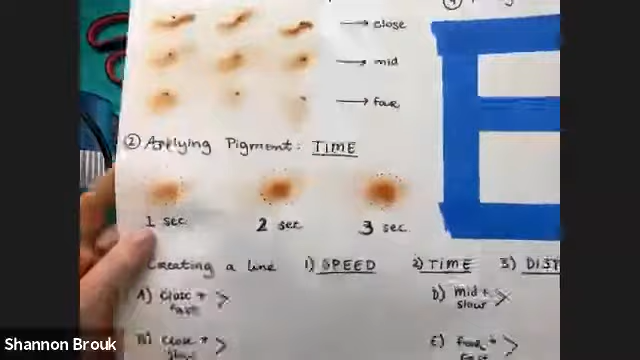 ④
→ close
→ mid
→ far
② Applying Pigment: TIME
1 sec
2 sec
3 sec.
Creating a line 1) SPEED 2) TIME 3) DIST
A) close + fast >
D) mid + slow >
B) close + slow >
E) far + fast >
Shannon Brouk